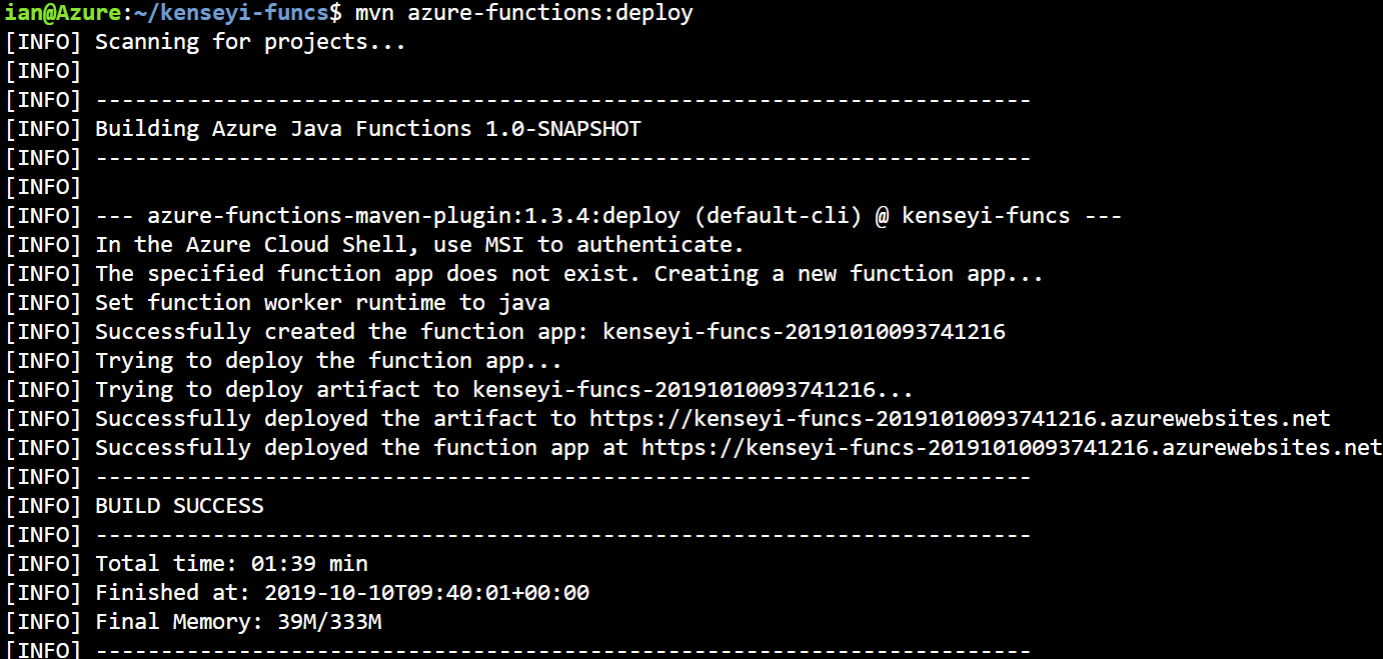 ian@Azure:~/kenseyi-funcs$ mvn azure-functions:deploy
[INFO] Scanning for projects...
[INFO]
[INFO] ------------------------------------------------------------------------
[INFO] Building Azure Java Functions 1.0-SNAPSHOT
[INFO] ------------------------------------------------------------------------
[INFO]
[INFO] --- azure-functions-maven-plugin:1.3.4:deploy (default-cli) @ kenseyi-funcs ---
[INFO] In the Azure Cloud Shell, use MSI to authenticate.
[INFO] The specified function app does not exist. Creating a new function app...
[INFO] Set function worker runtime to java
[INFO] Successfully created the function app: kenseyi-funcs-20191010093741216
[INFO] Trying to deploy the function app...
[INFO] Trying to deploy artifact to kenseyi-funcs-20191010093741216...
[INFO] Successfully deployed the artifact to https://kenseyi-funcs-20191010093741216.azurewebsites.net
[INFO] Successfully deployed the function app at https://kenseyi-funcs-20191010093741216.azurewebsites.net
[INFO] ------------------------------------------------------------------------
[INFO] BUILD SUCCESS
[INFO] ------------------------------------------------------------------------
[INFO] Total time: 01:39 min
[INFO] Finished at: 2019-10-10T09:40:01+00:00
[INFO] Final Memory: 39M/333M
[INFO] ------------------------------------------------------------------------